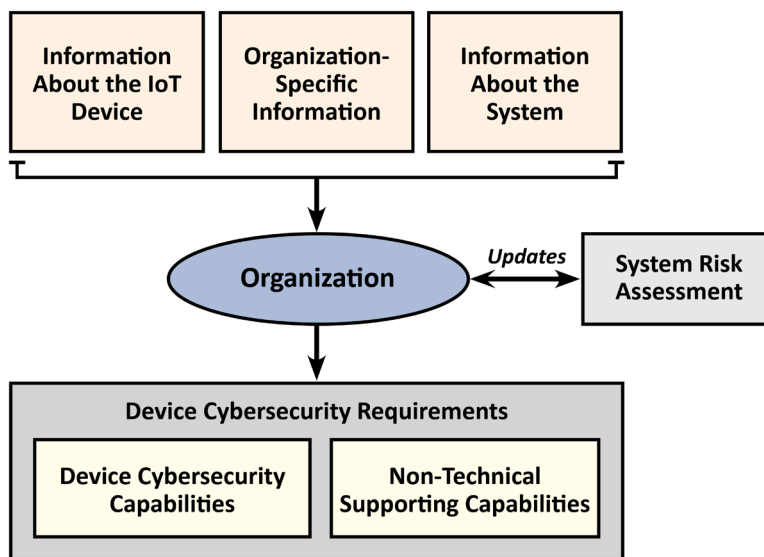 Information
About the IoT
Device
Organization-
Specific
Information
Information
About the
System
Organization
Updates
System Risk
Assessment
Device Cybersecurity Requirements
Device Cybersecurity
Capabilities
Non-Technical
Supporting Capabilities